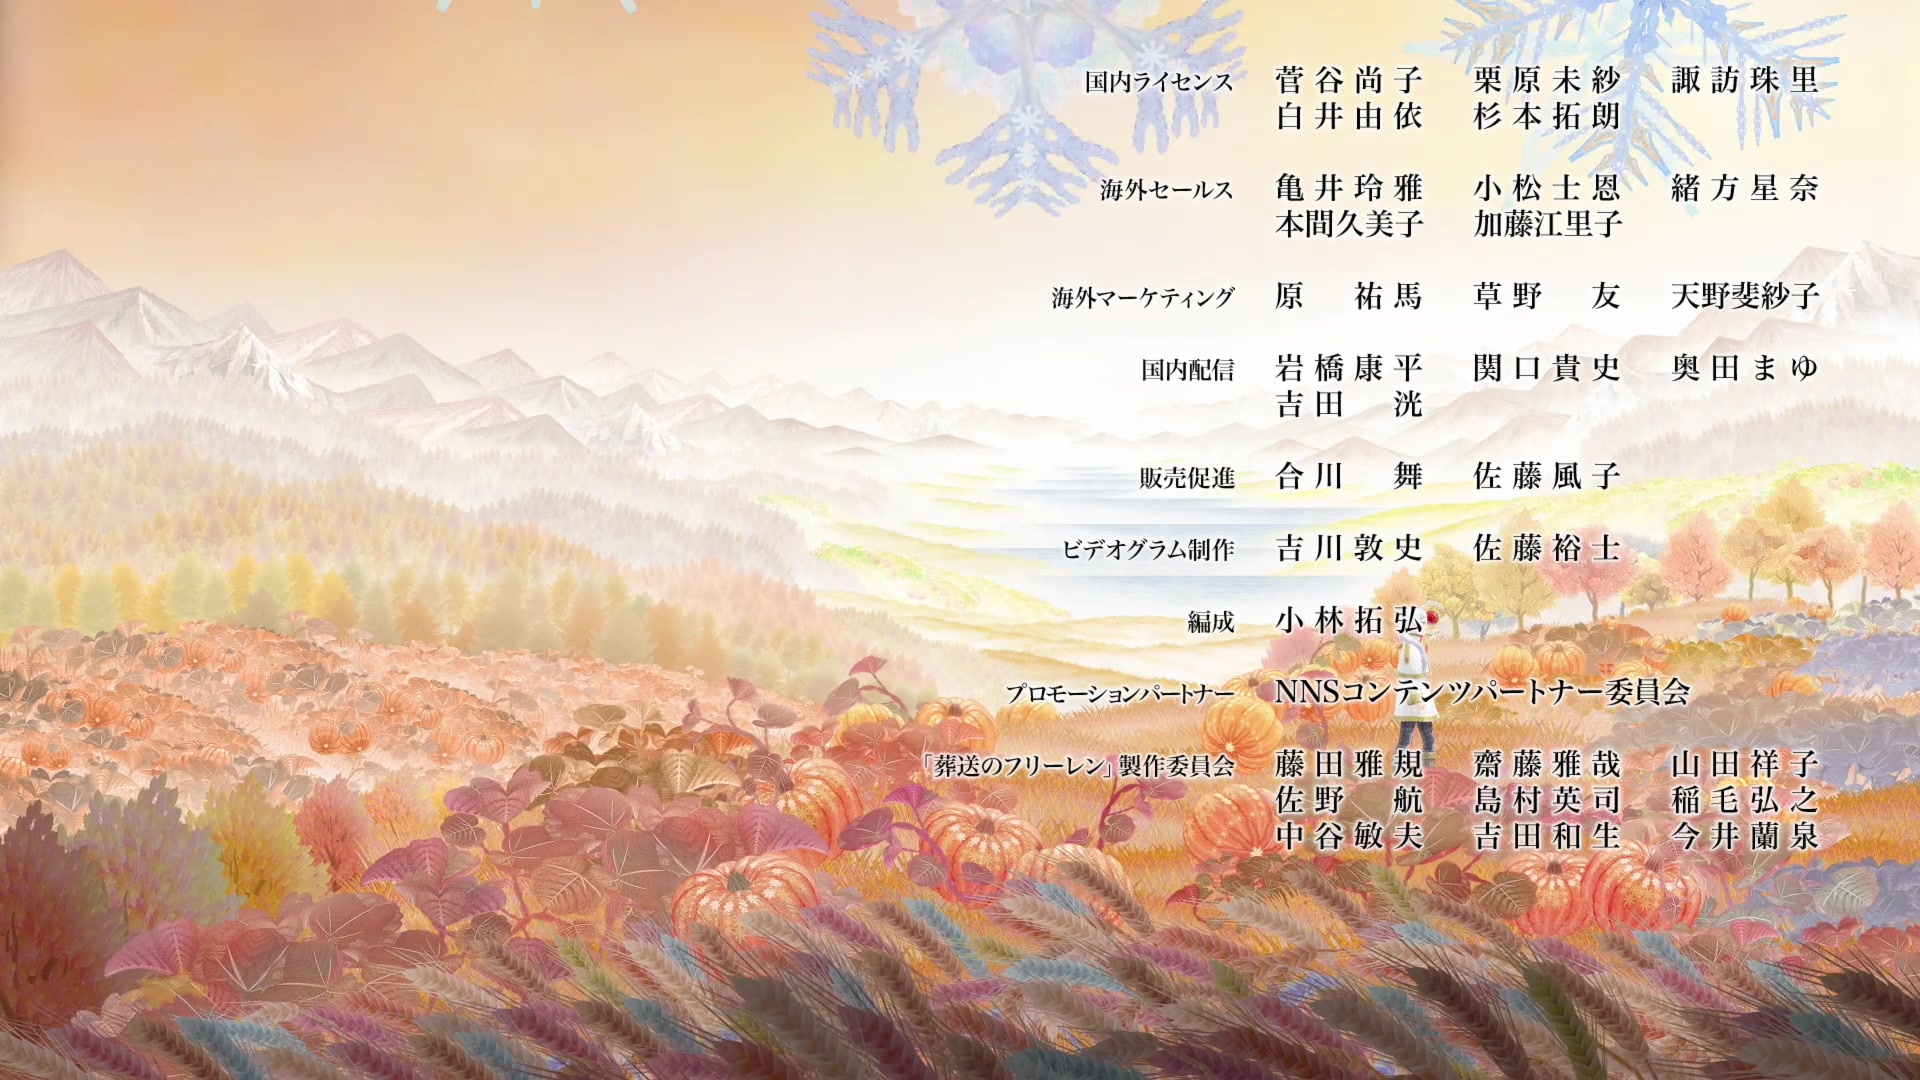 国内ライセンス 菅谷尚子 栗原未紗 諏訪珠里
白井由依 杉本拓朗
海外セールス 亀井玲雅 小松士恩 緒方星奈
本間久美子 加藤江里子
海外マーケティング 原祐馬 草野友 天野斐紗子
国内配信 岩橋康平 関口貴史 奥田まゆ
吉田洸
販売促進 合川舞 佐藤風子
ビデオグラム制作 吉川敦史 佐藤裕士
編成 小林拓弘
プロモーションパートナー NNSコンテンツパートナー委員会
「葬送のフリーレン」製作委員会 藤田雅規 齋藤雅哉 山田祥子
佐野航 島村英司 稲毛弘之
中谷敏夫 吉田和生 今井蘭泉